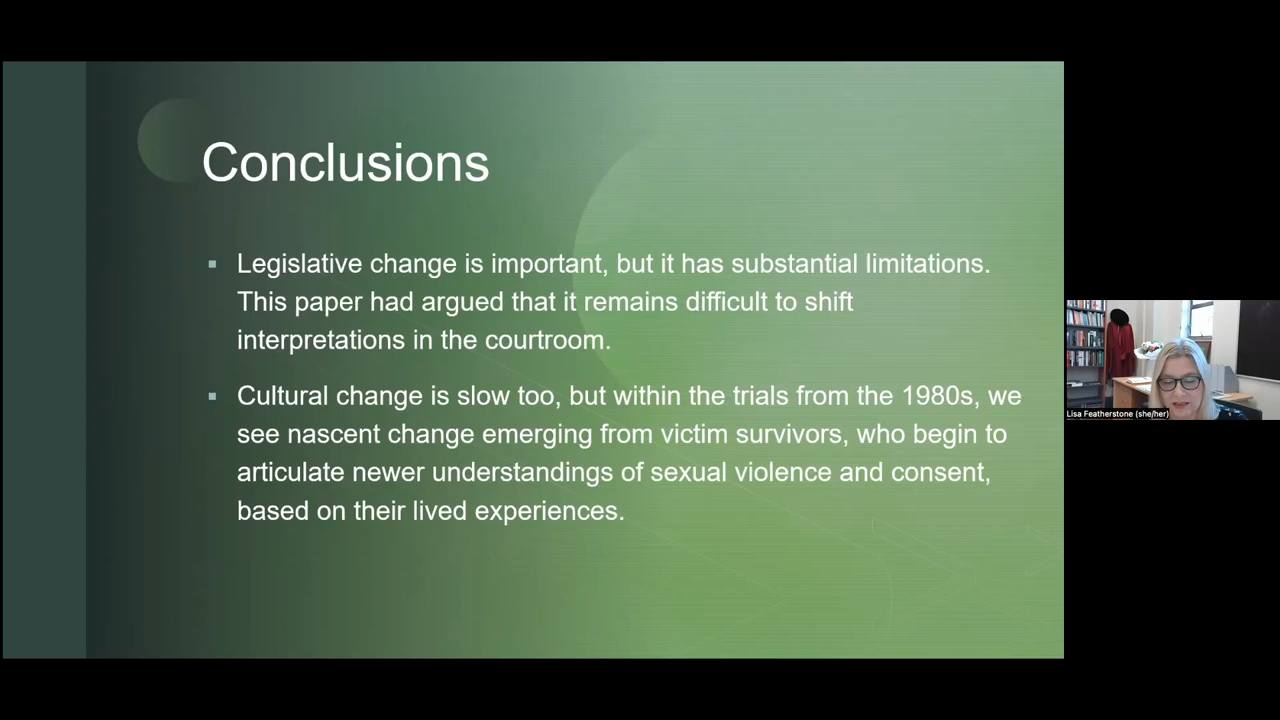 Conclusions
Legislative change is important, but it has substantial limitations.
This paper had argued that it remains difficult to shift
interpretations in the courtroom.
Cultural change is slow too, but within the trials from the 1980s, we
see nascent change emerging from victim survivors, who begin to
articulate newer understandings of sexual violence and consent,
based on their lived experiences.
Lisa Featherstone (she/her)